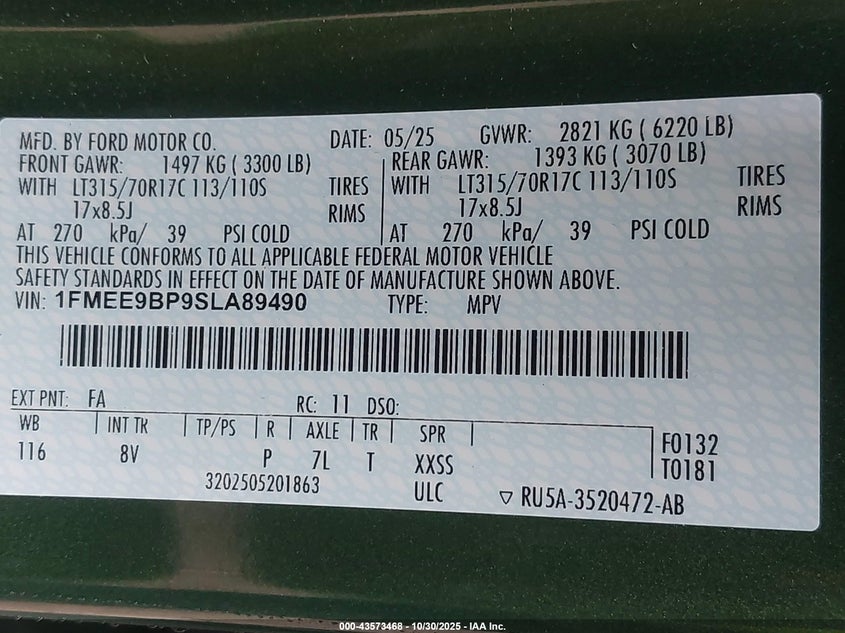 MFD. BY FORD MOTOR CO. DATE: 05/25 GVWR: 2821 KG ( 6220 LB)
FRONT GAWR: 1497 KG ( 3300 LB) REAR GAWR: 1393 KG ( 3070 LB)
WITH LT315/70R17C 113/110S TIRES WITH LT315/70R17C 113/110S TIRES
17x8.5J RIMS 17x8.5J RIMS
AT 270 kPa/ 39 PSI COLD AT 270 kPa/ 39 PSI COLD
THIS VEHICLE CONFORMS TO ALL APPLICABLE FEDERAL MOTOR VEHICLE
SAFETY STANDARDS IN EFFECT ON THE DATE OF MANUFACTURE SHOWN ABOVE.
VIN: 1FMEE9BP9SLA89490 TYPE: MPV
EXT PNT: FA RC: 11 DSO:
WB INT TK TP/PS R AXLE TR SPR F0132
116 8V P 7L T XXSS T0181
3202505201863 ULC ▽ RU5A-3520472-AB
000-43573468 - 10/30/2025 - IAA Inc.